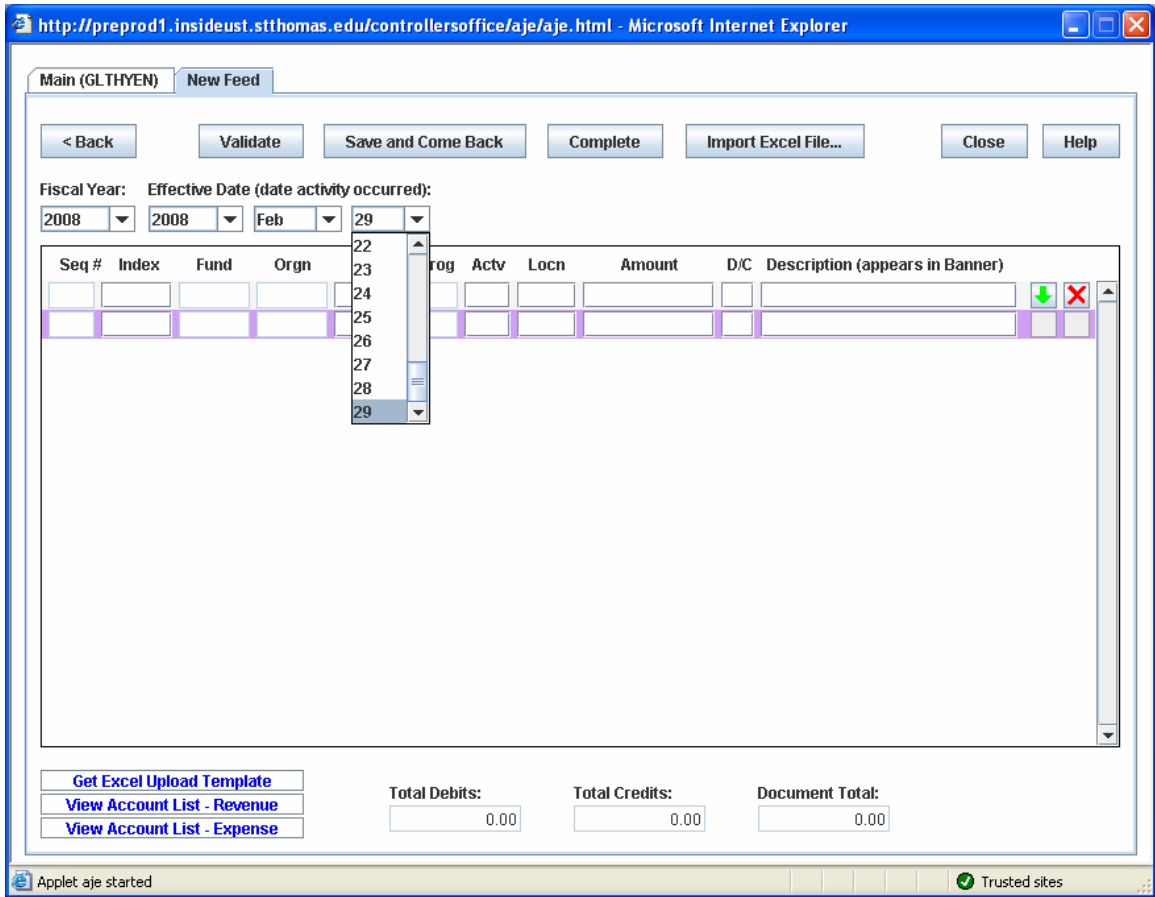 http://preprod1.insideust.stthomas.edu/controllersoffice/aje/aje.html - Microsoft Internet Explorer
Main (GLTHYEN) New Feed
< Back Validate Save and Come Back Complete Import Excel File... Close Help
Fiscal Year: Effective Date (date activity occurred):
2008 2008 Feb 29
22
Seq # Index Fund Orgn rog Actv Locn Amount D/C Description (appears in Banner)
23
24
25
26
27
28
29
Get Excel Upload Template
View Account List - Revenue
View Account List - Expense
Total Debits: Total Credits: Document Total:
0.00 0.00 0.00
Applet aje started Trusted sites